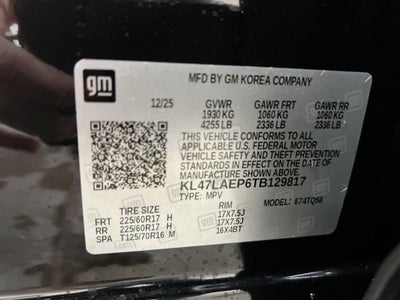 gm
MFD BY GM KOREA COMPANY
12/25 GVWR GAWR FRT GAWR RR
1930 KG 1060 KG 1060 KG
4255 LB 2336 LB 2336 LB
THIS VEHICLE CONFORMS TO ALL
APPLICABLE U.S. FEDERAL MOTOR
VEHICLE SAFETY AND THEFT PREVENTION
STANDARDS IN EFFECT ON THE DATE OF
MANUFACTURE SHOWN ABOVE.
KL47LAEP6TB129817
TYPE: MPV MODEL: 674TQ58
TIRE SIZE RIM
FRT 225/60R17 H 17X7.5J
RR 225/60R17 H 17X7.5J
SPA T125/70R16 M 16X4BT